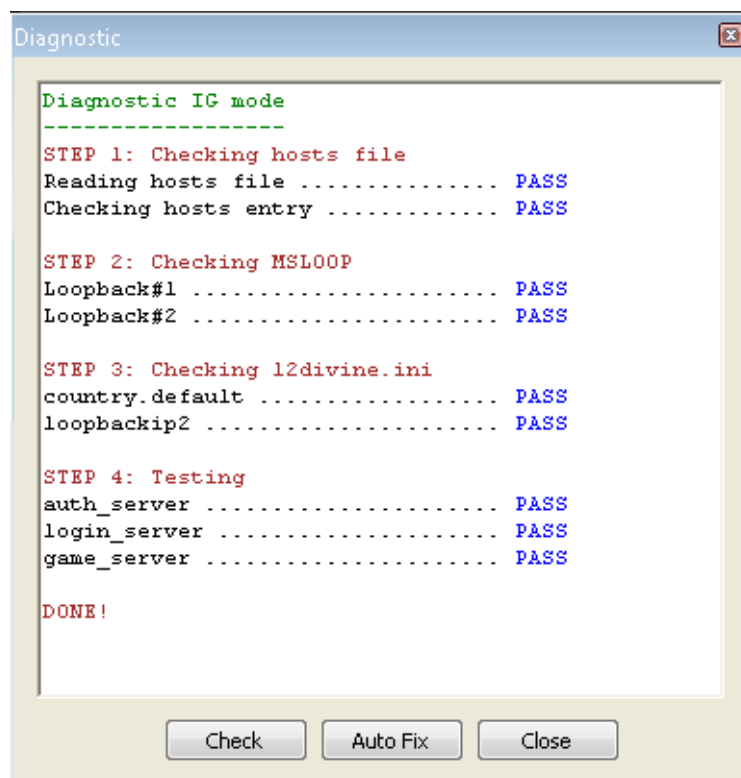 Diagnostic
Diagnostic IG mode
------------------
STEP 1: Checking hosts file
Reading hosts file ............... PASS
Checking hosts entry ............. PASS
STEP 2: Checking MSLOOP
Loopback#1 ....................... PASS
Loopback#2 ....................... PASS
STEP 3: Checking l2divine.ini
country.default .................. PASS
loopbackip2 ...................... PASS
STEP 4: Testing
auth_server ...................... PASS
login_server ..................... PASS
game_server ...................... PASS
DONE!
Check Auto Fix Close